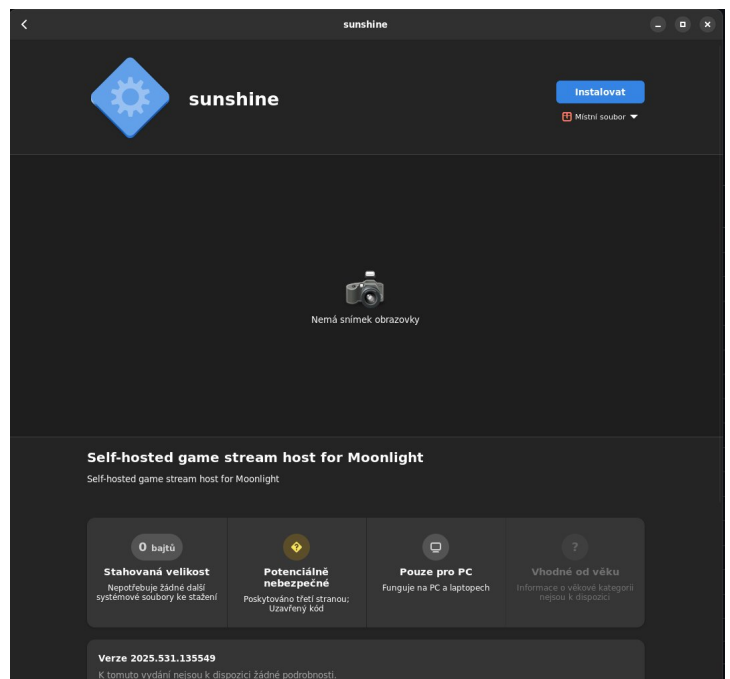 sunshine
sunshine
Instalovat
Místní soubor
Nemá snímek obrazovky
Self-hosted game stream host for Moonlight
Self-hosted game stream host for Moonlight
0 bajtů
Stahovaná velikost
Nepotřebuje žádné další
systémové soubory ke stažení
Potenciálně
nebezpečné
Poskytováno třetí stranou;
Uzavřený kód
Pouze pro PC
Funguje na PC a laptopech
?
Vhodné od věku
Informace o věkové kategorii
nejsou k dispozici
Verze 2025.531.135549
K tomuto vydání nejsou k dispozici žádné podrobnosti.